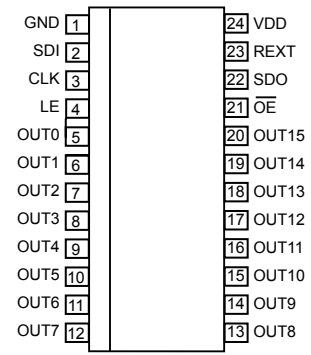 GND 1 24 VDD
SDI 2 23 REXT
CLK 3 22 SDO
LE 4 21 O̅E̅
OUT0 5 20 OUT15
OUT1 6 19 OUT14
OUT2 7 18 OUT13
OUT3 8 17 OUT12
OUT4 9 16 OUT11
OUT5 10 15 OUT10
OUT6 11 14 OUT9
OUT7 12 13 OUT8